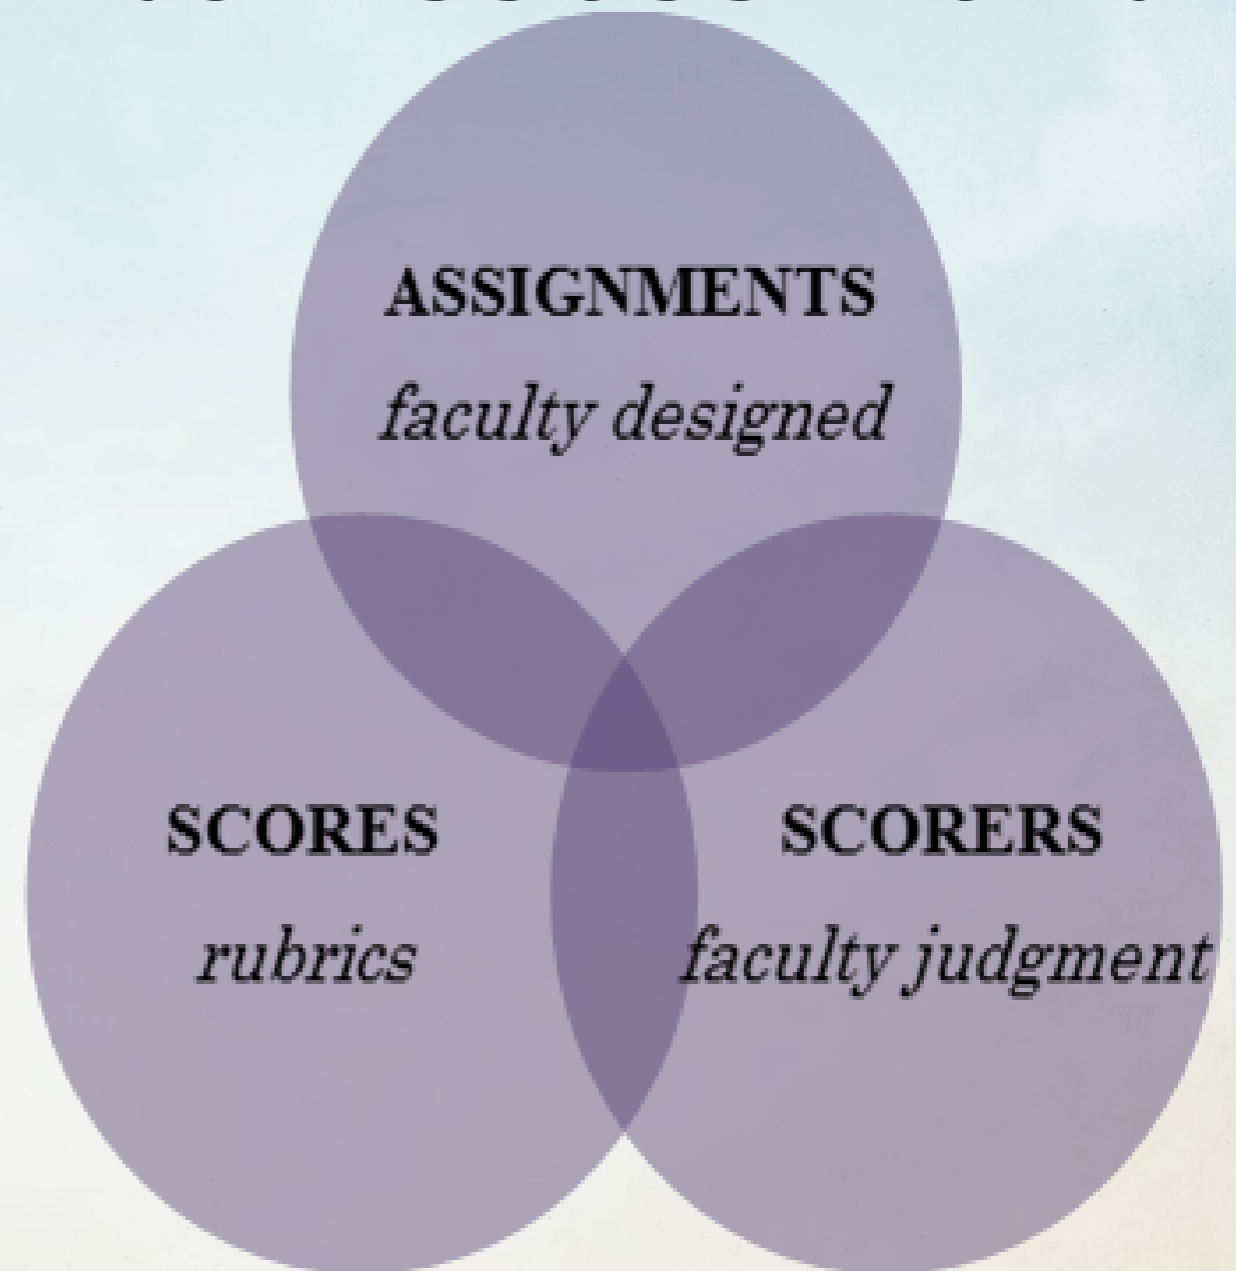 ASSIGNMENTS
faculty designed
SCORES
rubrics
SCORERS
faculty judgment